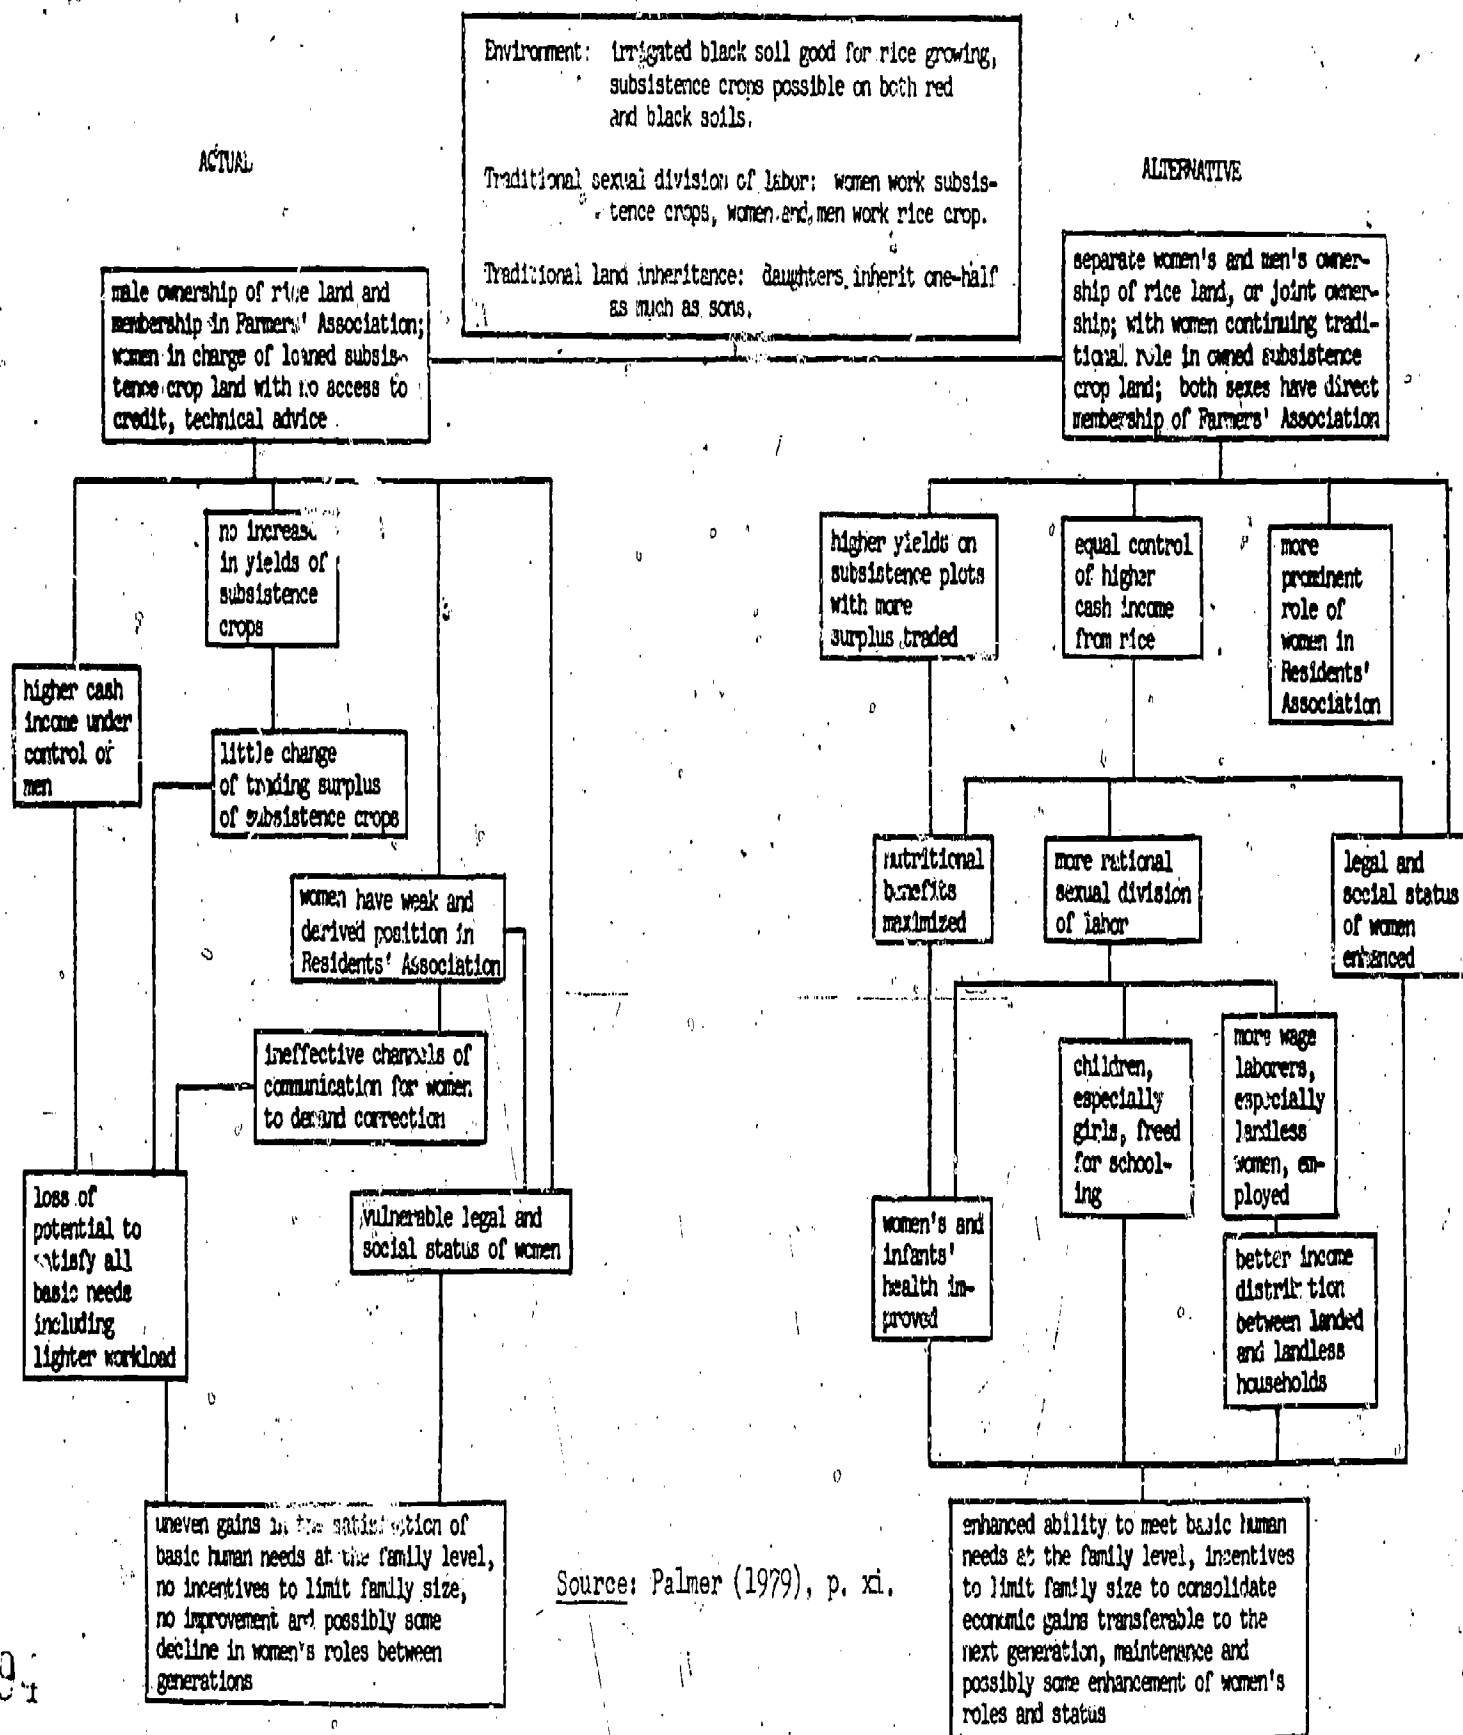 Environment: irrigated black soil good for rice growing,
subsistence crops possible on both red
and black soils.
Traditional sexual division of labor: women work subsis-
tence crops, women and men work rice crop.
Traditional land inheritance: daughters inherit one-half
as much as sons.
ACTUAL
male ownership of rice land and
membership in Farmers' Association;
women in charge of loaned subsis-
tence crop land with no access to
credit, technical advice
no increase
in yields of
subsistence
crops
higher cash
income under
control of
men
little change
of trading surplus
of subsistence crops
women have weak and
derived position in
Residents' Association
ineffective channels of
communication for women
to demand correction
loss of
potential to
satisfy all
basic needs
including
lighter workload
vulnerable legal and
social status of women
uneven gains in the satisfaction of
basic human needs at the family level,
no incentives to limit family size,
no improvement and possibly some
decline in women's roles between
generations
ALTERNATIVE
separate women's and men's owner-
ship of rice land, or joint owner-
ship; with women continuing tradi-
tional role in owned subsistence
crop land; both sexes have direct
membership of Farmers' Association
higher yields on
subsistence plots
with more
surplus traded
equal control
of higher
cash income
from rice
more
prominent
role of
women in
Residents'
Association
nutritional
benefits
maximized
more rational
sexual division
of labor
legal and
social status
of women
enhanced
children,
especially
girls, freed
for school-
ing
more wage
laborers,
especially
landless
women, em-
ployed
women's and
infants'
health im-
proved
better income
distribution
between landed
and landless
households
enhanced ability to meet basic human
needs at the family level, incentives
to limit family size to consolidate
economic gains transferable to the
next generation, maintenance and
possibly some enhancement of women's
roles and status
Source: Palmer (1979), p. xi.